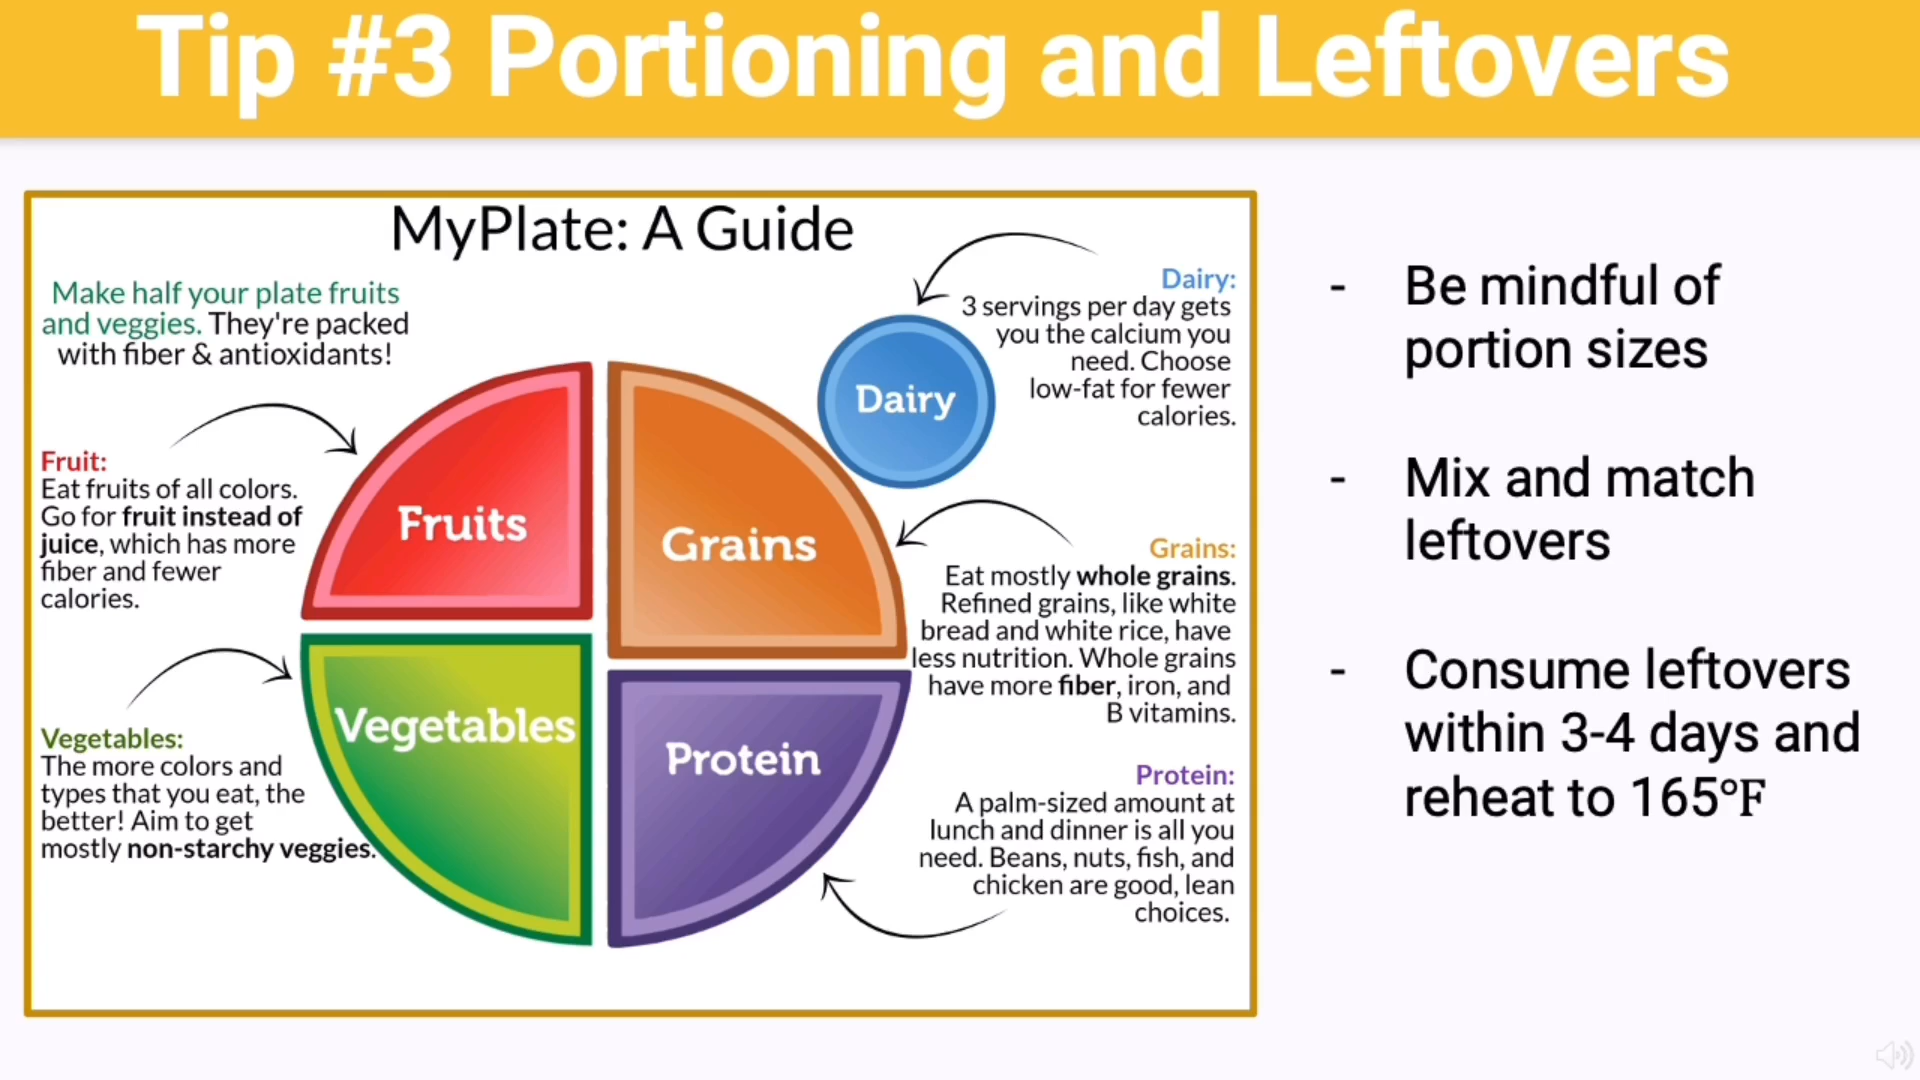 Tip #3 Portioning and Leftovers
MyPlate: A Guide
Make half your plate fruits
and veggies. They're packed
with fiber & antioxidants!
Fruit:
Eat fruits of all colors.
Go for fruit instead of
juice, which has more
fiber and fewer
calories.
Vegetables:
The more colors and
types that you eat, the
better! Aim to get
mostly non-starchy veggies.
Fruits
Grains
Vegetables
Protein
Dairy
Dairy:
3 servings per day gets
you the calcium you
need. Choose
low-fat for fewer
calories.
Grains:
Eat mostly whole grains.
Refined grains, like white
bread and white rice, have
less nutrition. Whole grains
have more fiber, iron, and
B vitamins.
Protein:
A palm-sized amount at
lunch and dinner is all you
need. Beans, nuts, fish, and
chicken are good, lean
choices.
- Be mindful of
portion sizes
- Mix and match
leftovers
- Consume leftovers
within 3-4 days and
reheat to 165°F